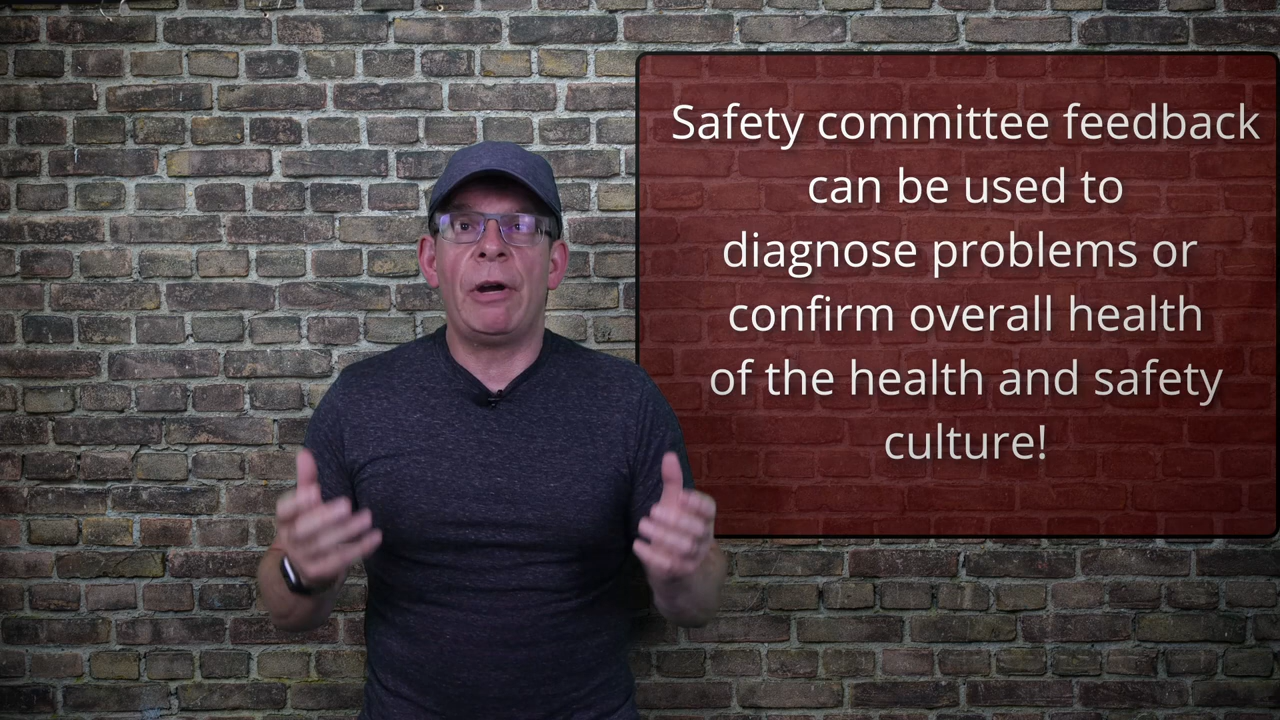 Safety committee feedback
can be used to
diagnose problems or
confirm overall health
of the health and safety
culture!